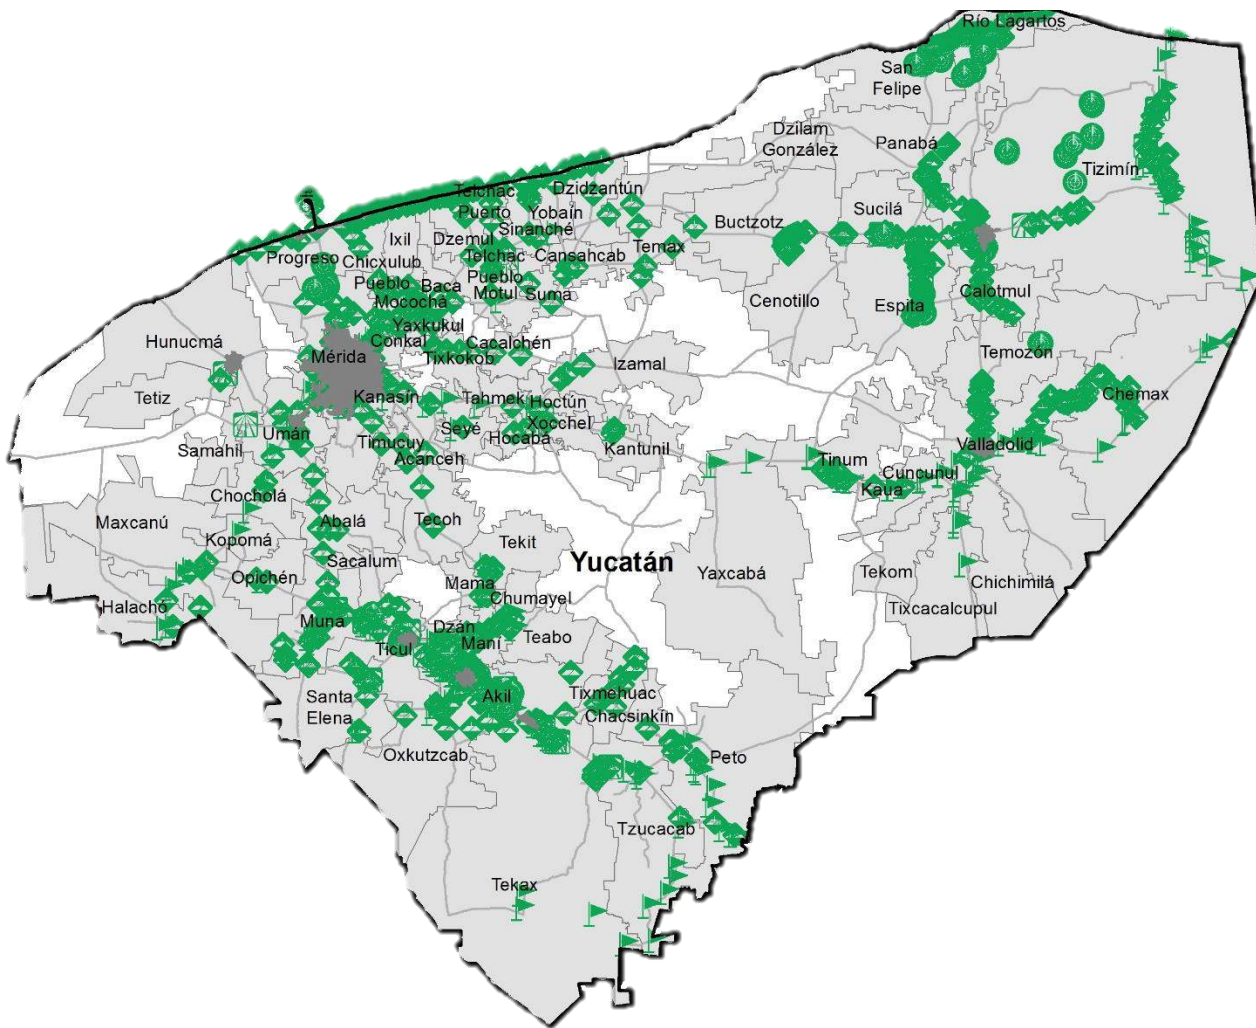 Río Lagartos
San
Felipe
Dzilam
González
Panabá
Tizimín
Telchac
Puerto
Dzidzantún
Yobaín
Sinanché
Buctzotz
Sucilá
Ixil
Dzemul
Telchac
Pueblo
Cansahcab
Temax
Progreso
Chicxulub
Pueblo
Baca
Motul
Suma
Cenotillo
Espita
Calotmul
Mocochá
Yaxkukul
Conkal
Hunucmá
Mérida
Tixkokob
Cacalchén
Izamal
Temozón
Tetiz
Kanasín
Tahmek
Hoctún
Chemax
Xocchel
Seyé
Hocabá
Umán
Timucuy
Acanceh
Kantunil
Samahil
Valladolid
Tinum
Cuncunul
Kaua
Chocholá
Maxcanú
Abalá
Tecoh
Kopomá
Tekit
Yucatán
Sacalum
Opichén
Mama
Chumayel
Yaxcabá
Tekom
Chichimilá
Tixcacalcupul
Halachó
Muna
Dzán
Maní
Teabo
Ticul
Santa
Elena
Akil
Tixmehuac
Chacsinkín
Oxkutzcab
Peto
Tzucacab
Tekax